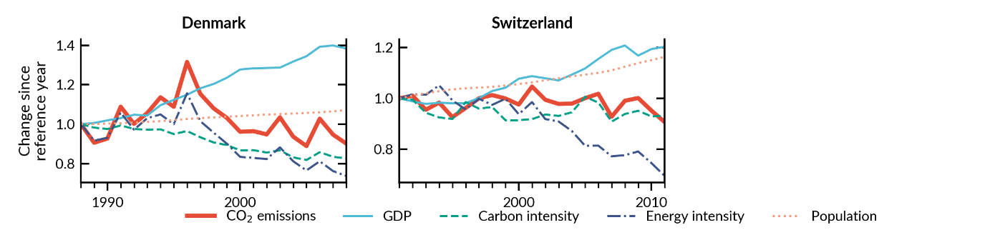 Denmark
Switzerland
Change since
reference year
1.4
1.2
1.0
0.8
1990
2000
1.2
1.0
0.8
2000
2010
CO₂ emissions
GDP
Carbon intensity
Energy intensity
Population